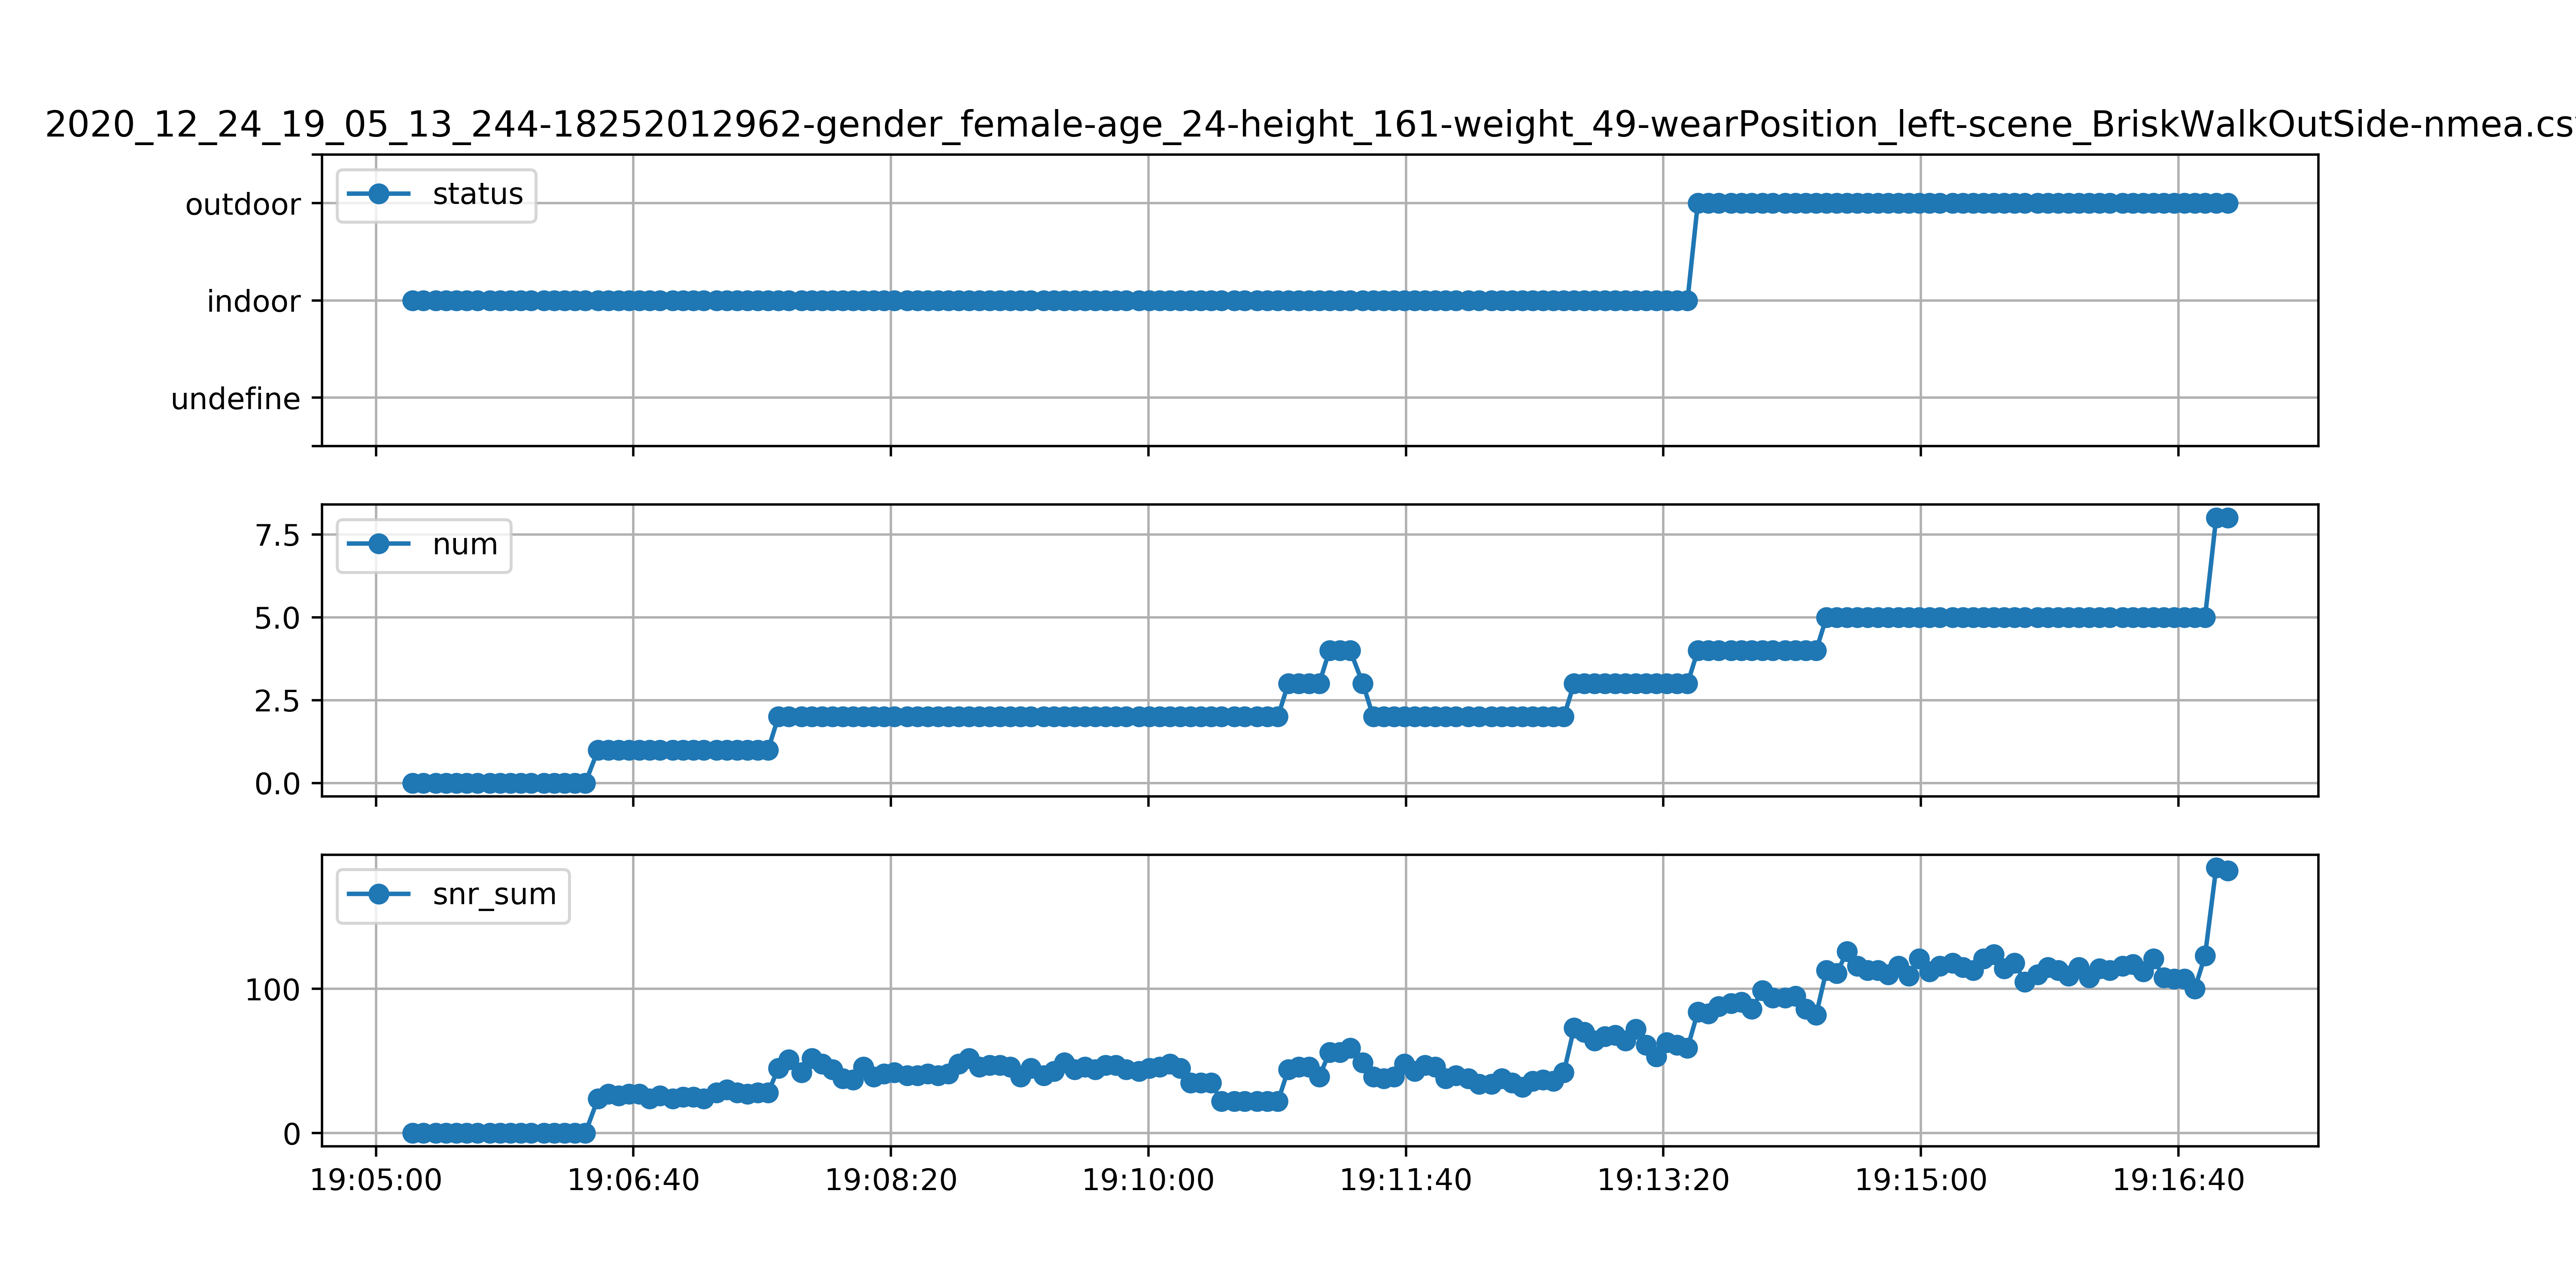 2020_12_24_19_05_13_244-18252012962-gender_female-age_24-height_161-weight_49-wearPosition_left-scene_BriskWalkOutSide-nmea.cs
status
outdoor
indoor
undefine
num
7.5
5.0
2.5
0.0
snr_sum
100
0
19:05:00 19:06:40 19:08:20 19:10:00 19:11:40 19:13:20 19:15:00 19:16:40